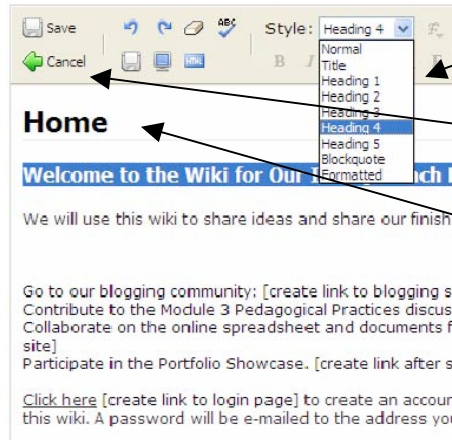 Save ABC Style: Heading 4
Cancel HTML B I
Normal
Title
Heading 1
Heading 2
Heading 3
Heading 4
Heading 5
Blockquote
Formatted
Home
Welcome to the Wiki for Our
We will use this wiki to share ideas and share our finish
Go to our blogging community: [create link to blogging s
Contribute to the Module 3 Pedagogical Practices discus
Collaborate on the online spreadsheet and documents f
site]
Participate in the Portfolio Showcase. [create link after s
Click here [create link to login page] to create an accoun
this wiki. A password will be e-mailed to the address you